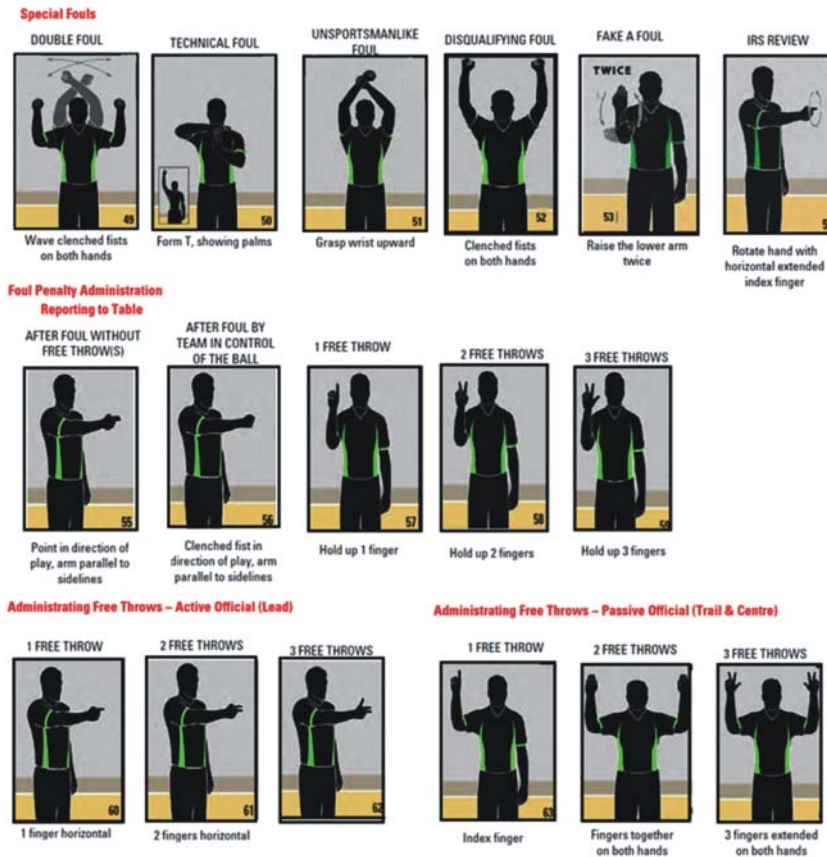 Special Fouls
DOUBLE FOUL
TECHNICAL FOUL
UNSPORTSMANLIKE
FOUL
DISQUALIFYING FOUL
FAKE A FOUL
IRS REVIEW
TWICE
49
50
51
52
53
Wave clenched fists
on both hands
Form T, showing palms
Grasp wrist upward
Clenched fists
on both hands
Raise the lower arm
twice
Rotate hand with
horizontal extended
index finger
Foul Penalty Administration
Reporting to Table
AFTER FOUL WITHOUT
FREE THROW(S)
AFTER FOUL BY
TEAM IN CONTROL
OF THE BALL
1 FREE THROW
2 FREE THROWS
3 FREE THROWS
55
56
57
58
59
Point in direction of
play, arm parallel to
sidelines
Clenched fist in
direction of play, arm
parallel to sidelines
Hold up 1 finger
Hold up 2 fingers
Hold up 3 fingers
Administrating Free Throws – Active Official (Lead)
Administrating Free Throws – Passive Official (Trail & Centre)
1 FREE THROW
2 FREE THROWS
3 FREE THROWS
1 FREE THROW
2 FREE THROWS
3 FREE THROWS
60
61
62
63
1 finger horizontal
2 fingers horizontal
Index finger
Fingers together
on both hands
3 fingers extended
on both hands